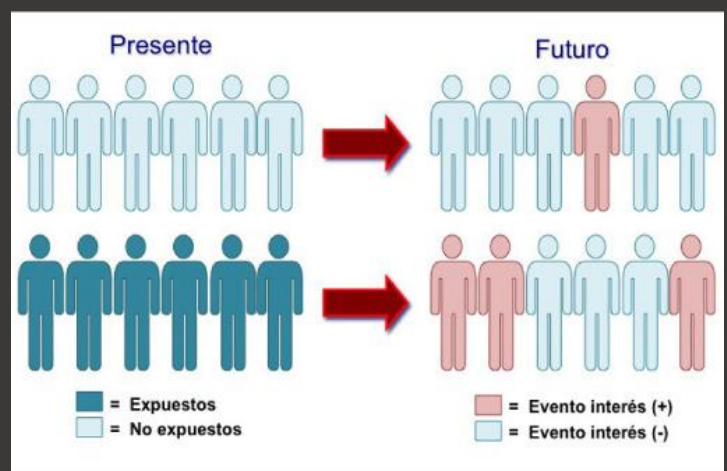 Presente
Futuro
= Expuestos
= No expuestos
= Evento interés (+)
= Evento interés (-)